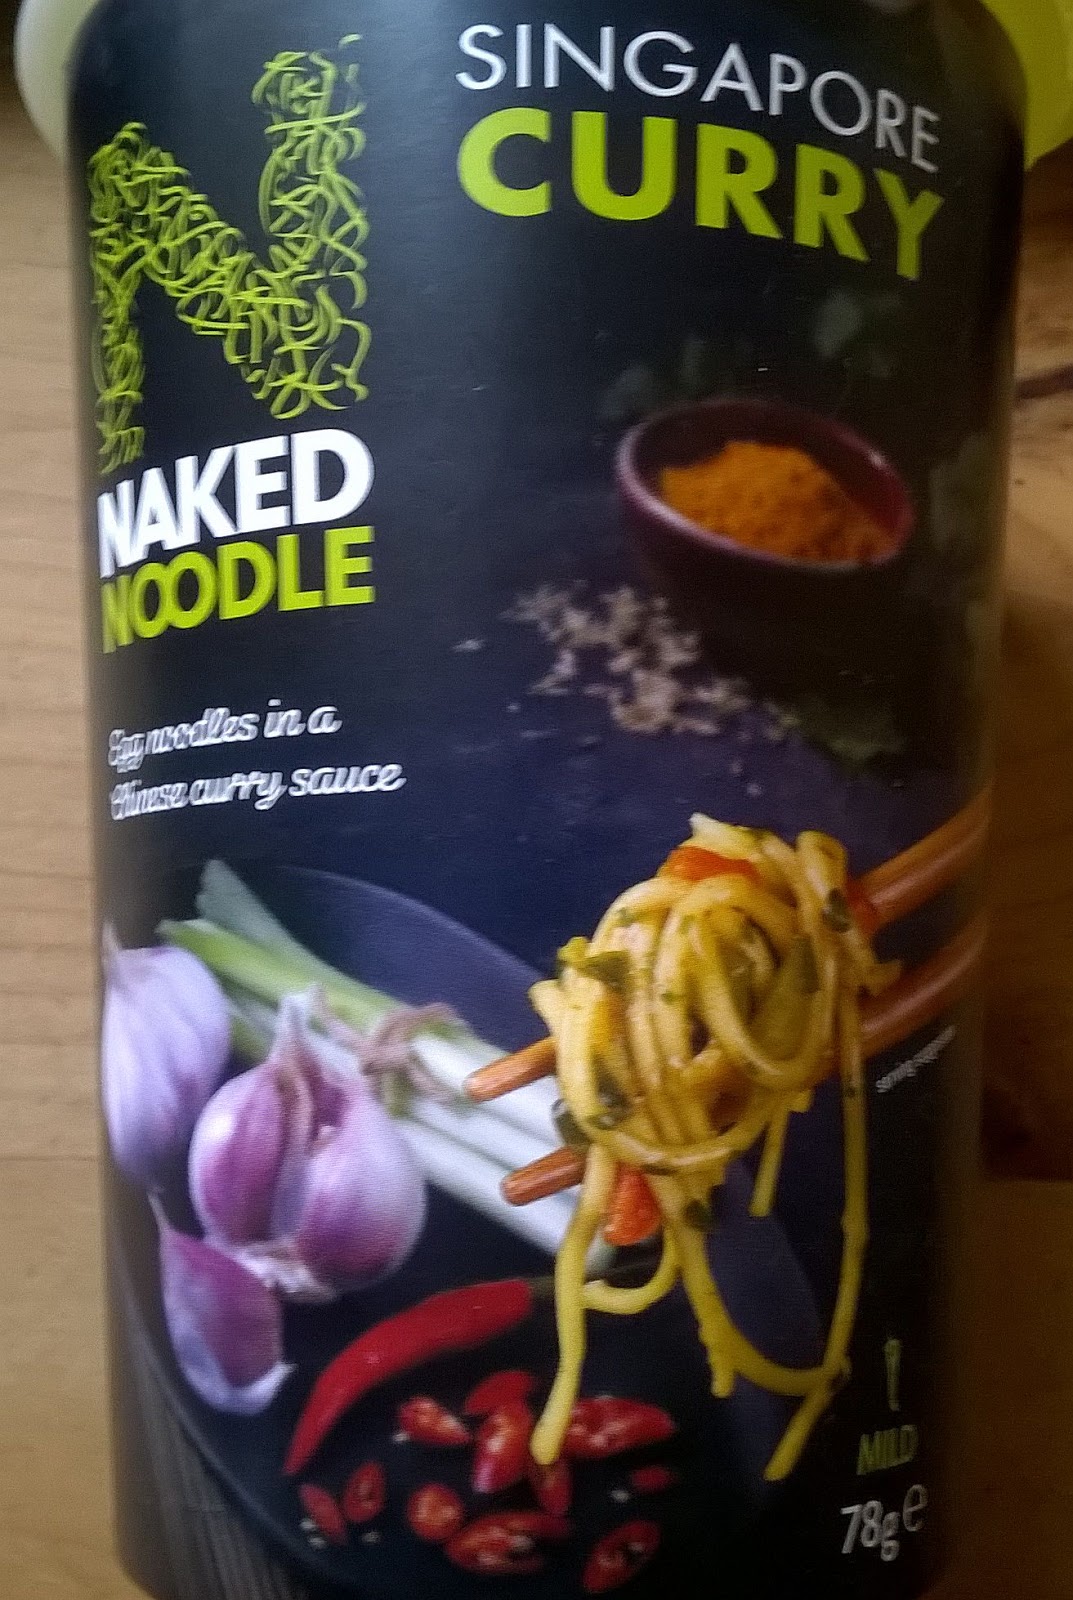 SINGAPORE
CURRY
N
NAKED
NOODLE
Egg noodles in a
Chinese curry sauce
MILD
78g e